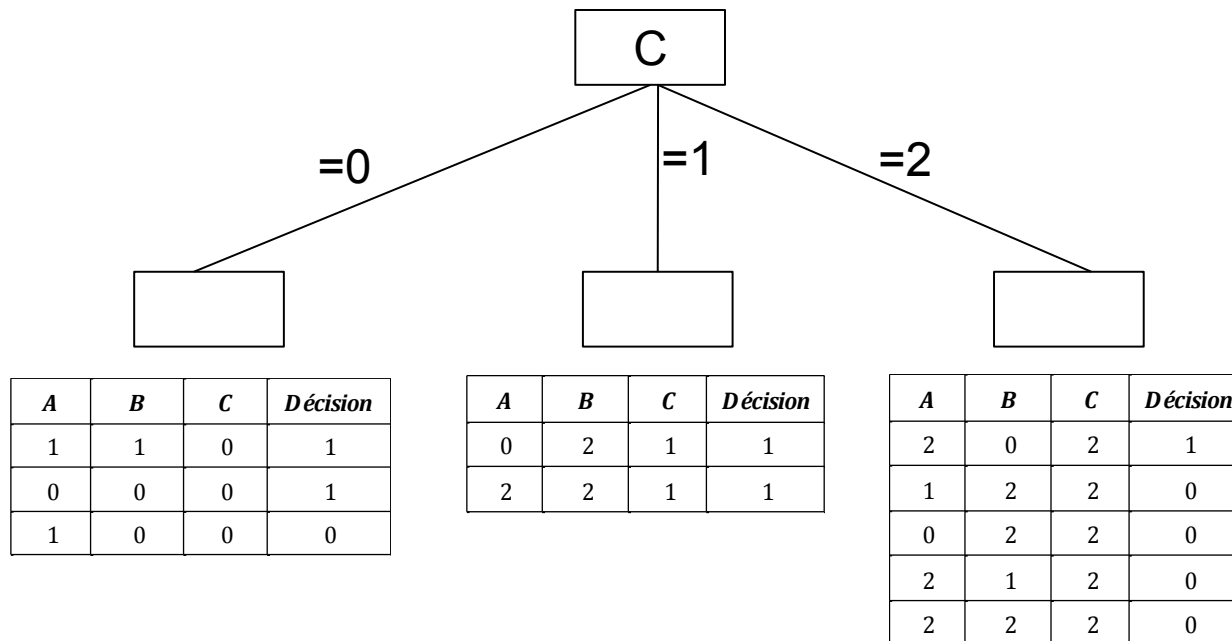 C
=0
=1
=2
A B C Décision
1 1 0 1
0 0 0 1
1 0 0 0
A B C Décision
0 2 1 1
2 2 1 1
A B C Décision
2 0 2 1
1 2 2 0
0 2 2 0
2 1 2 0
2 2 2 0